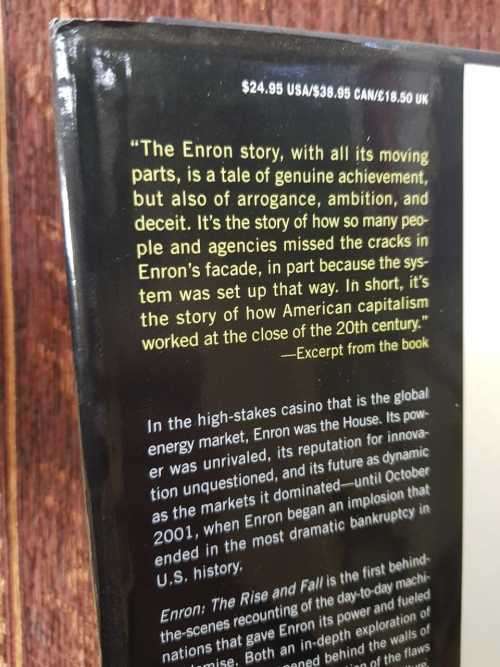 $24.95 USA/$38.95 CAN/£18.50 UK
"The Enron story, with all its moving
parts, is a tale of genuine achievement,
but also of arrogance, ambition, and
deceit. It's the story of how so many peo-
ple and agencies missed the cracks in
Enron's facade, in part because the sys-
tem was set up that way. In short, it's
the story of how American capitalism
worked at the close of the 20th century."
—Excerpt from the book
In the high-stakes casino that is the global
energy market, Enron was the House. Its pow-
er was unrivaled, its reputation for innova-
tion unquestioned, and its future as dynamic
as the markets it dominated—until October
2001, when Enron began an implosion that
ended in the most dramatic bankruptcy in
U.S. history.
Enron: The Rise and Fall is the first behind-
the-scenes recounting of the day-to-day machi-
nations that gave Enron its power and fueled
Both an in-depth exploration of
behind the walls of
of the flaws